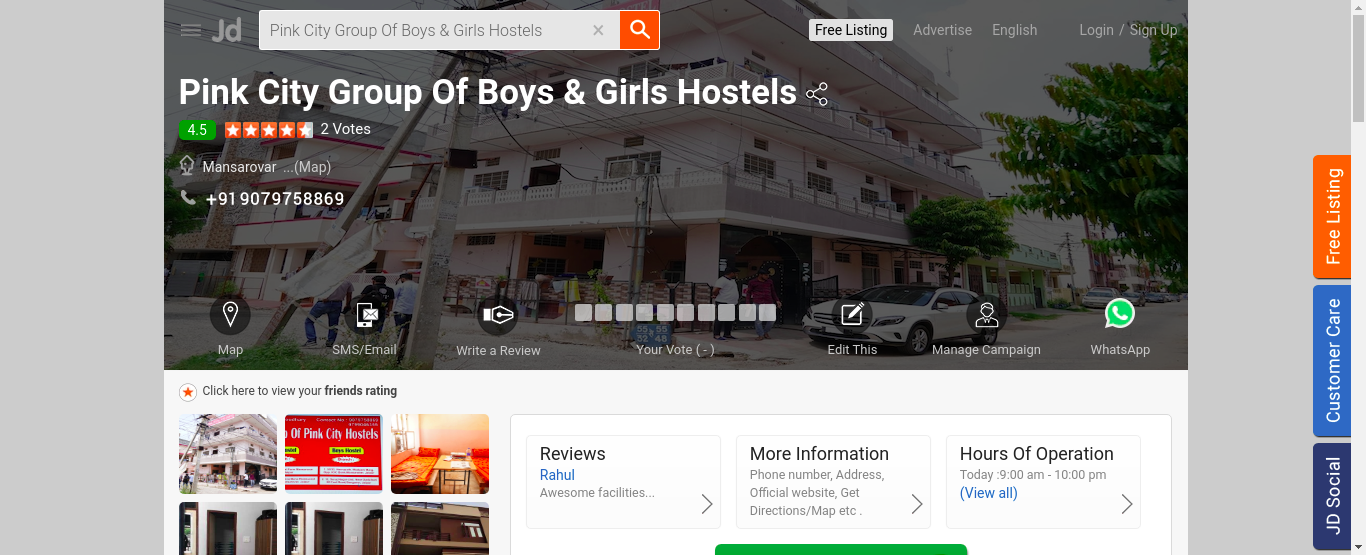 Jd
Pink City Group Of Boys & Girls Hostels
Free Listing
Advertise
English
Login / Sign Up
Pink City Group Of Boys & Girls Hostels
4.5
2 Votes
Mansarovar ...(Map)
+919079758869
Map
SMS/Email
Write a Review
Your Vote ( - )
Edit This
Manage Campaign
WhatsApp
Click here to view your friends rating
p Of Pink City Hostels
Boys Hostel
Reviews
Rahul
Awesome facilities...
More Information
Phone number, Address,
Official website, Get
Directions/Map etc .
Hours Of Operation
Today :9:00 am - 10:00 pm
(View all)
Free Listing
Customer Care
JD Social